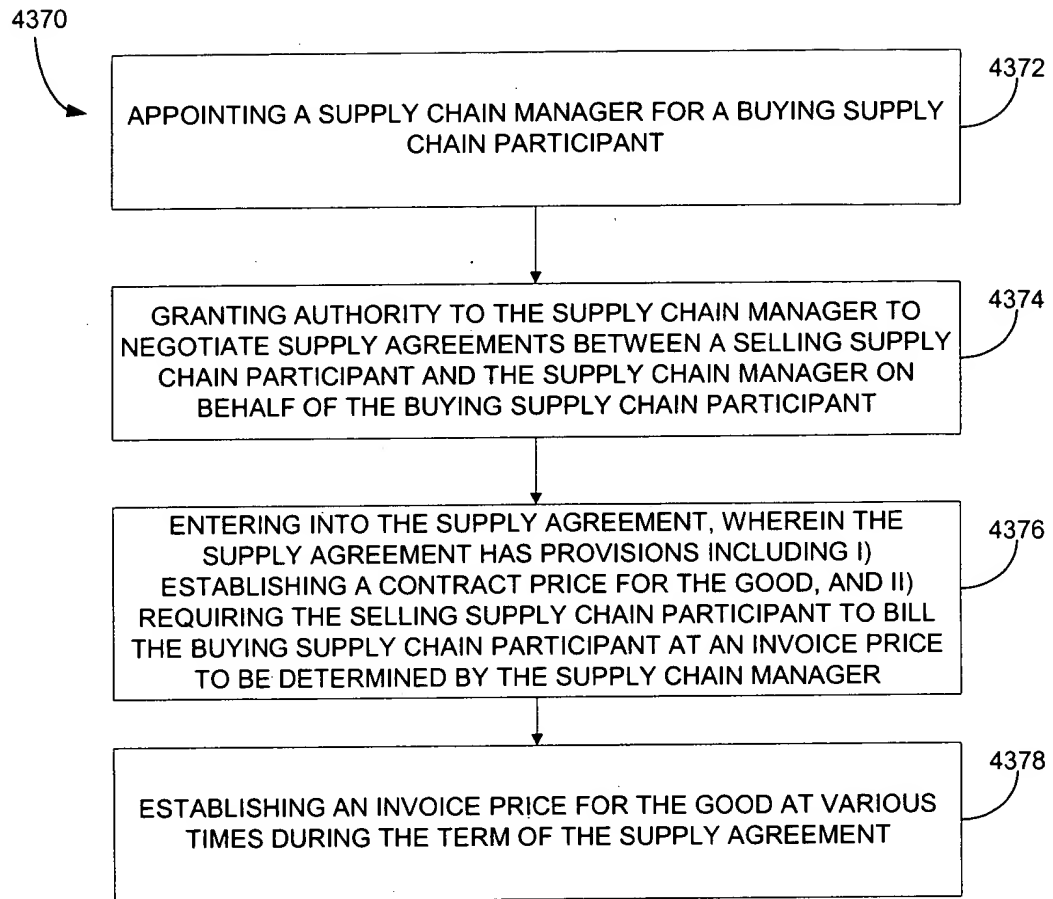 4370
4372
APPOINTING A SUPPLY CHAIN MANAGER FOR A BUYING SUPPLY
CHAIN PARTICIPANT
4374
GRANTING AUTHORITY TO THE SUPPLY CHAIN MANAGER TO
NEGOTIATE SUPPLY AGREEMENTS BETWEEN A SELLING SUPPLY
CHAIN PARTICIPANT AND THE SUPPLY CHAIN MANAGER ON
BEHALF OF THE BUYING SUPPLY CHAIN PARTICIPANT
4376
ENTERING INTO THE SUPPLY AGREEMENT, WHEREIN THE
SUPPLY AGREEMENT HAS PROVISIONS INCLUDING I)
ESTABLISHING A CONTRACT PRICE FOR THE GOOD, AND II)
REQUIRING THE SELLING SUPPLY CHAIN PARTICIPANT TO BILL
THE BUYING SUPPLY CHAIN PARTICIPANT AT AN INVOICE PRICE
TO BE DETERMINED BY THE SUPPLY CHAIN MANAGER
4378
ESTABLISHING AN INVOICE PRICE FOR THE GOOD AT VARIOUS
TIMES DURING THE TERM OF THE SUPPLY AGREEMENT